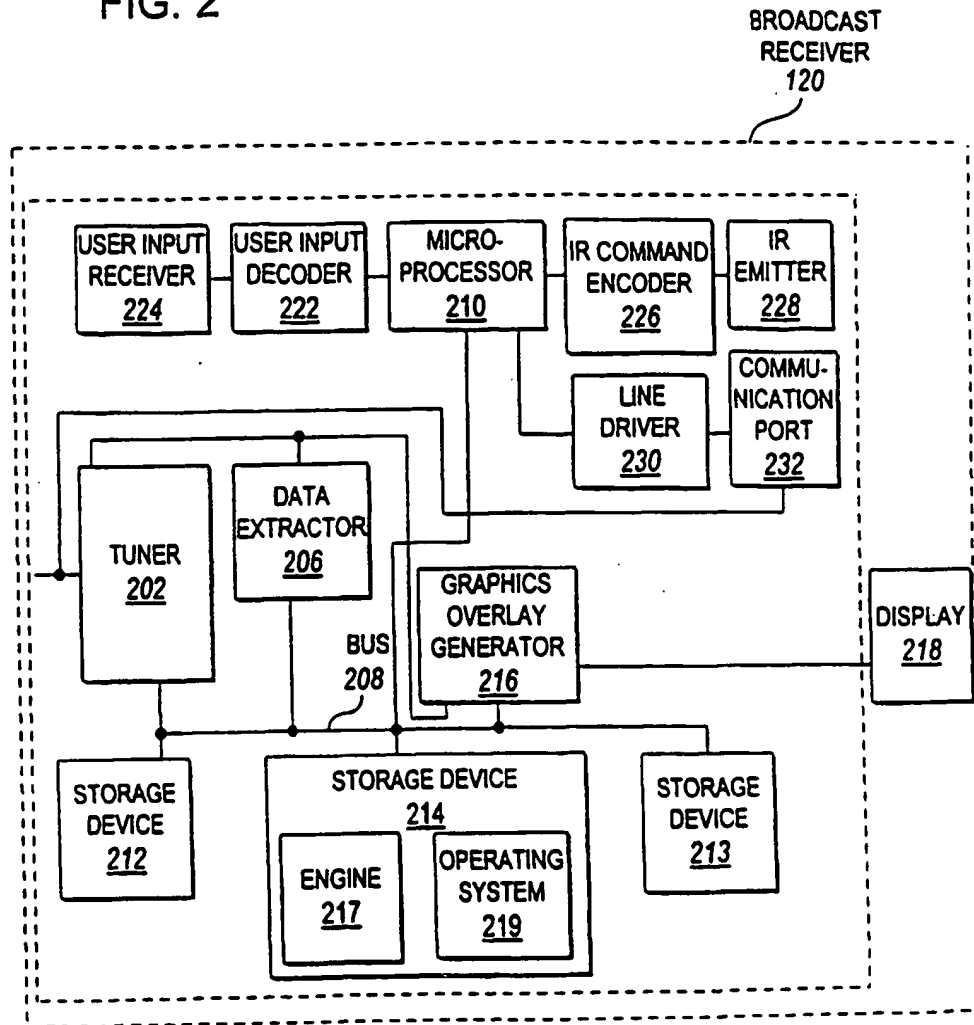 FIG. 2
BROADCAST
RECEIVER
120
USER INPUT
RECEIVER
224
USER INPUT
DECODER
222
MICRO-
PROCESSOR
210
IR COMMAND
ENCODER
226
IR
EMITTER
228
LINE
DRIVER
230
COMMU-
NICATION
PORT
232
TUNER
202
DATA
EXTRACTOR
206
GRAPHICS
OVERLAY
GENERATOR
216
DISPLAY
218
BUS
208
STORAGE
DEVICE
212
STORAGE DEVICE
214
ENGINE
217
OPERATING
SYSTEM
219
STORAGE
DEVICE
213